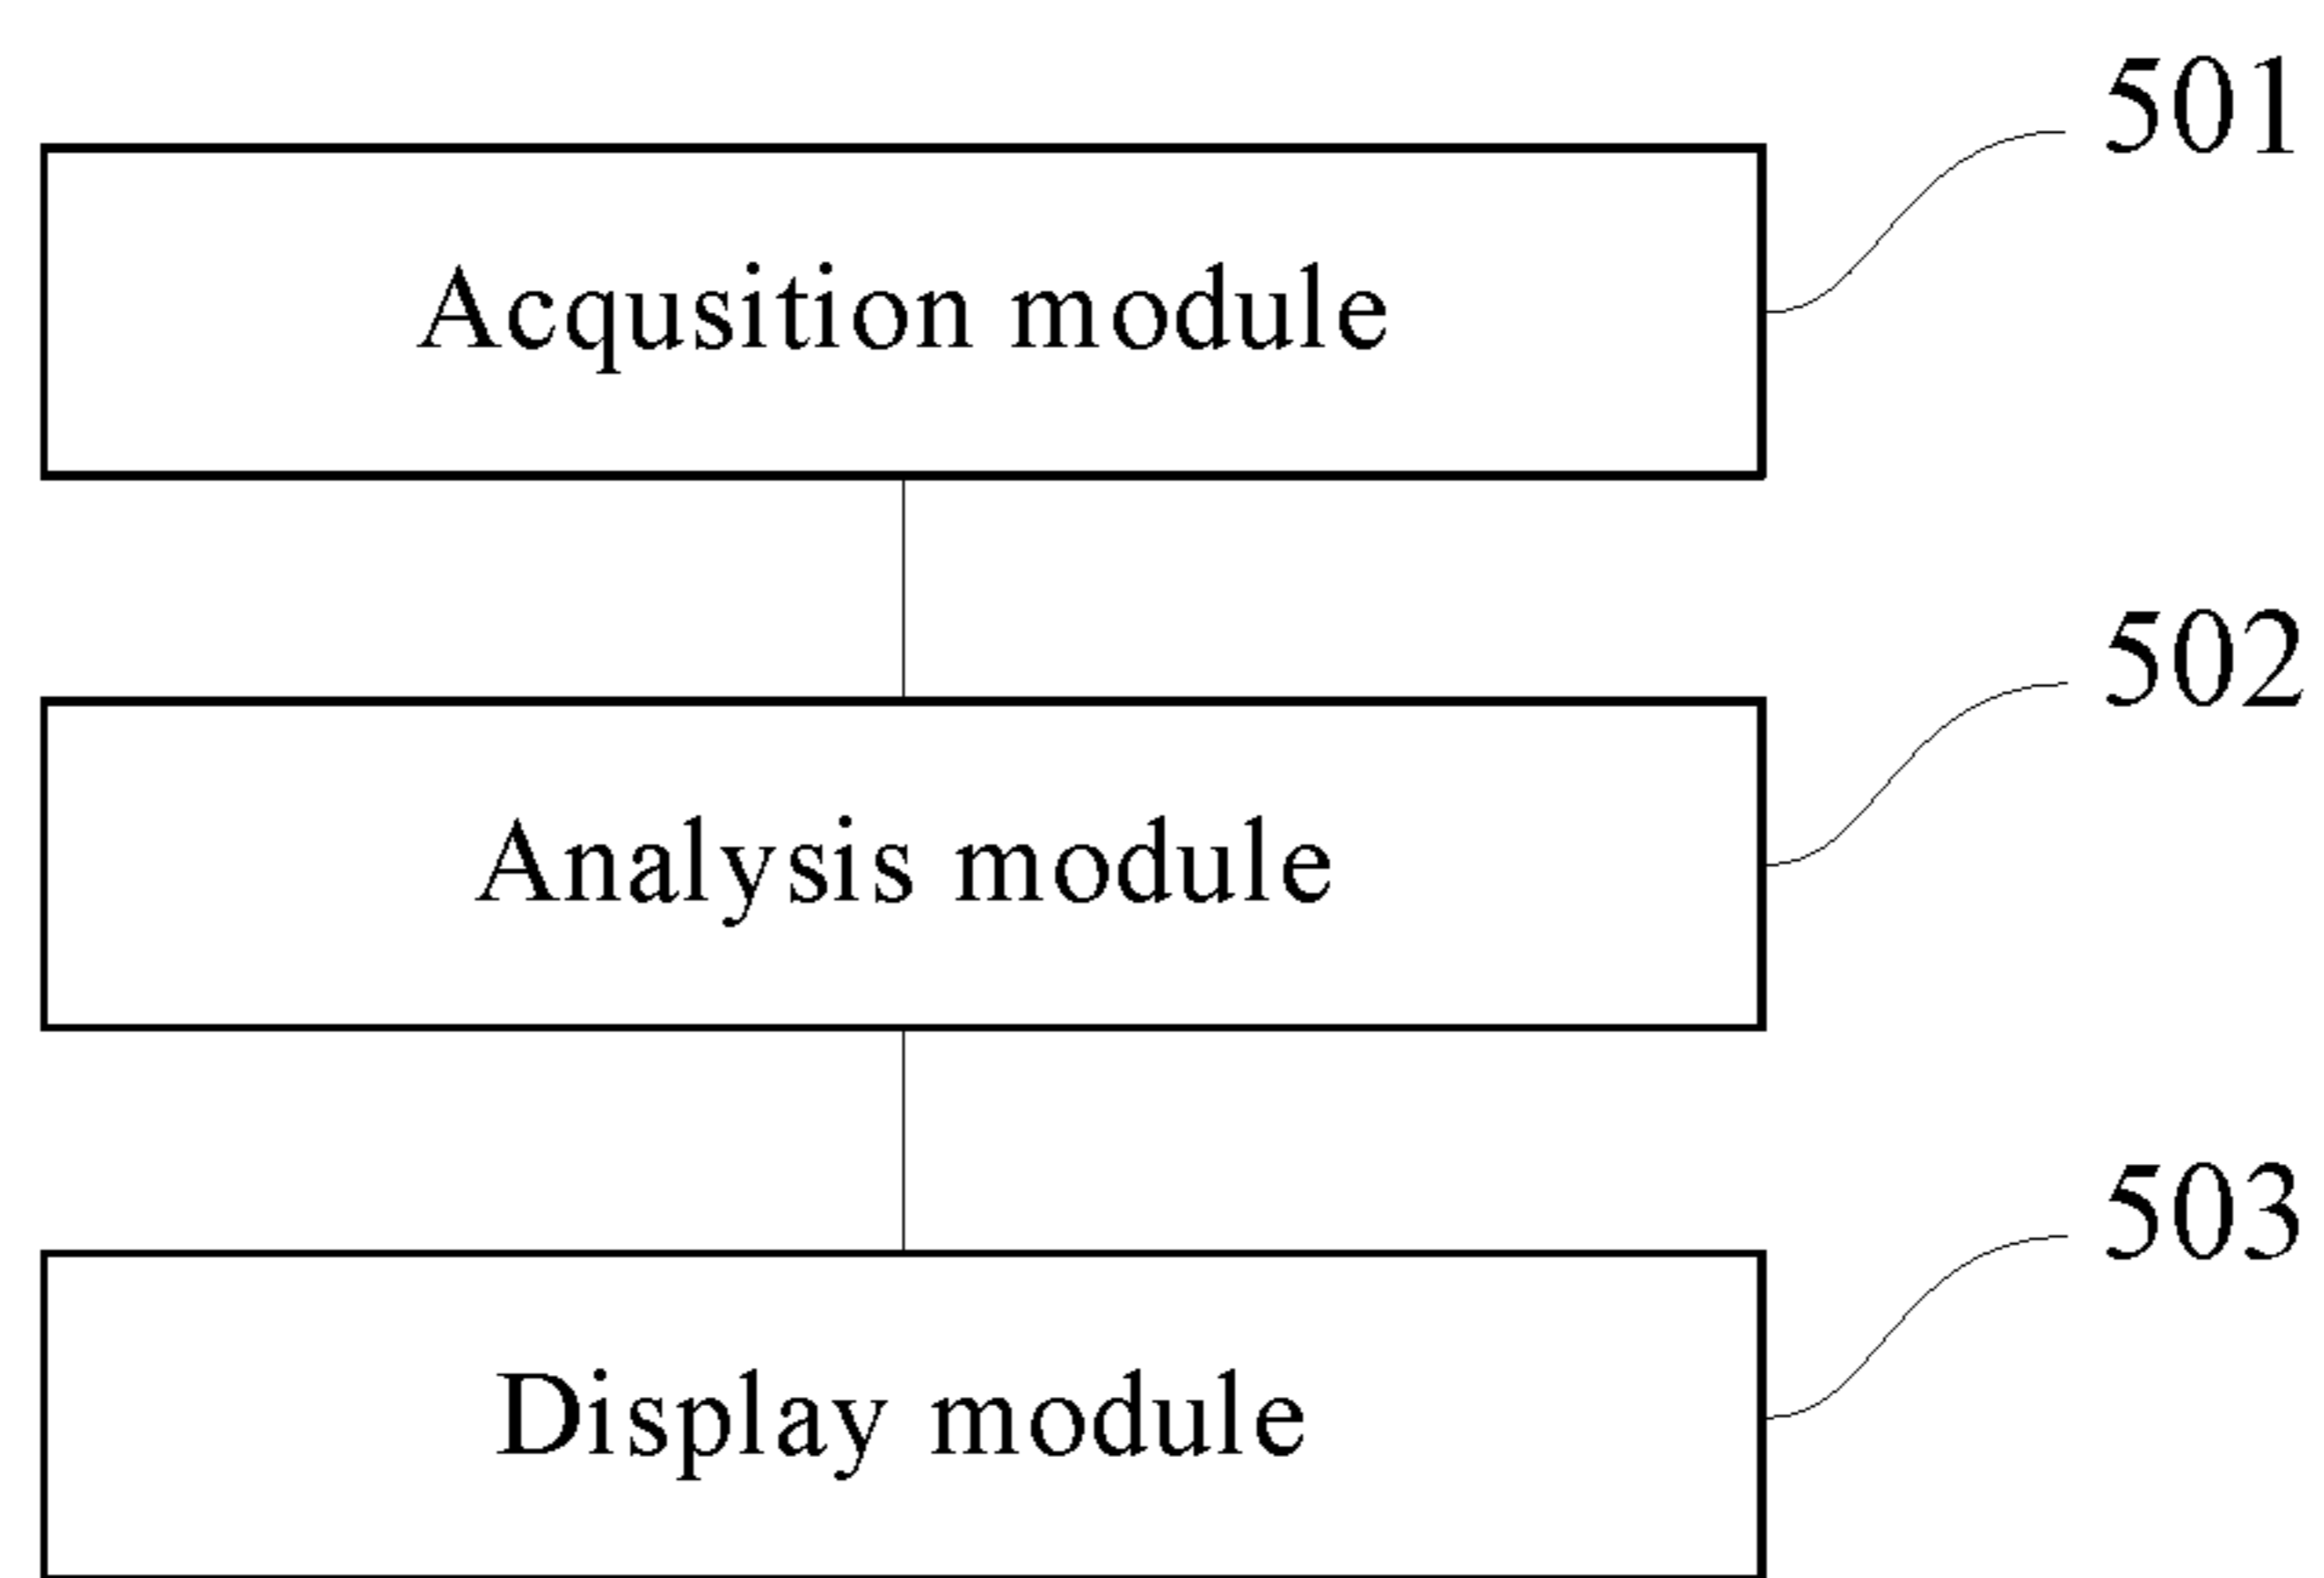 501
Acqusition module
502
Analysis module
503
Display module